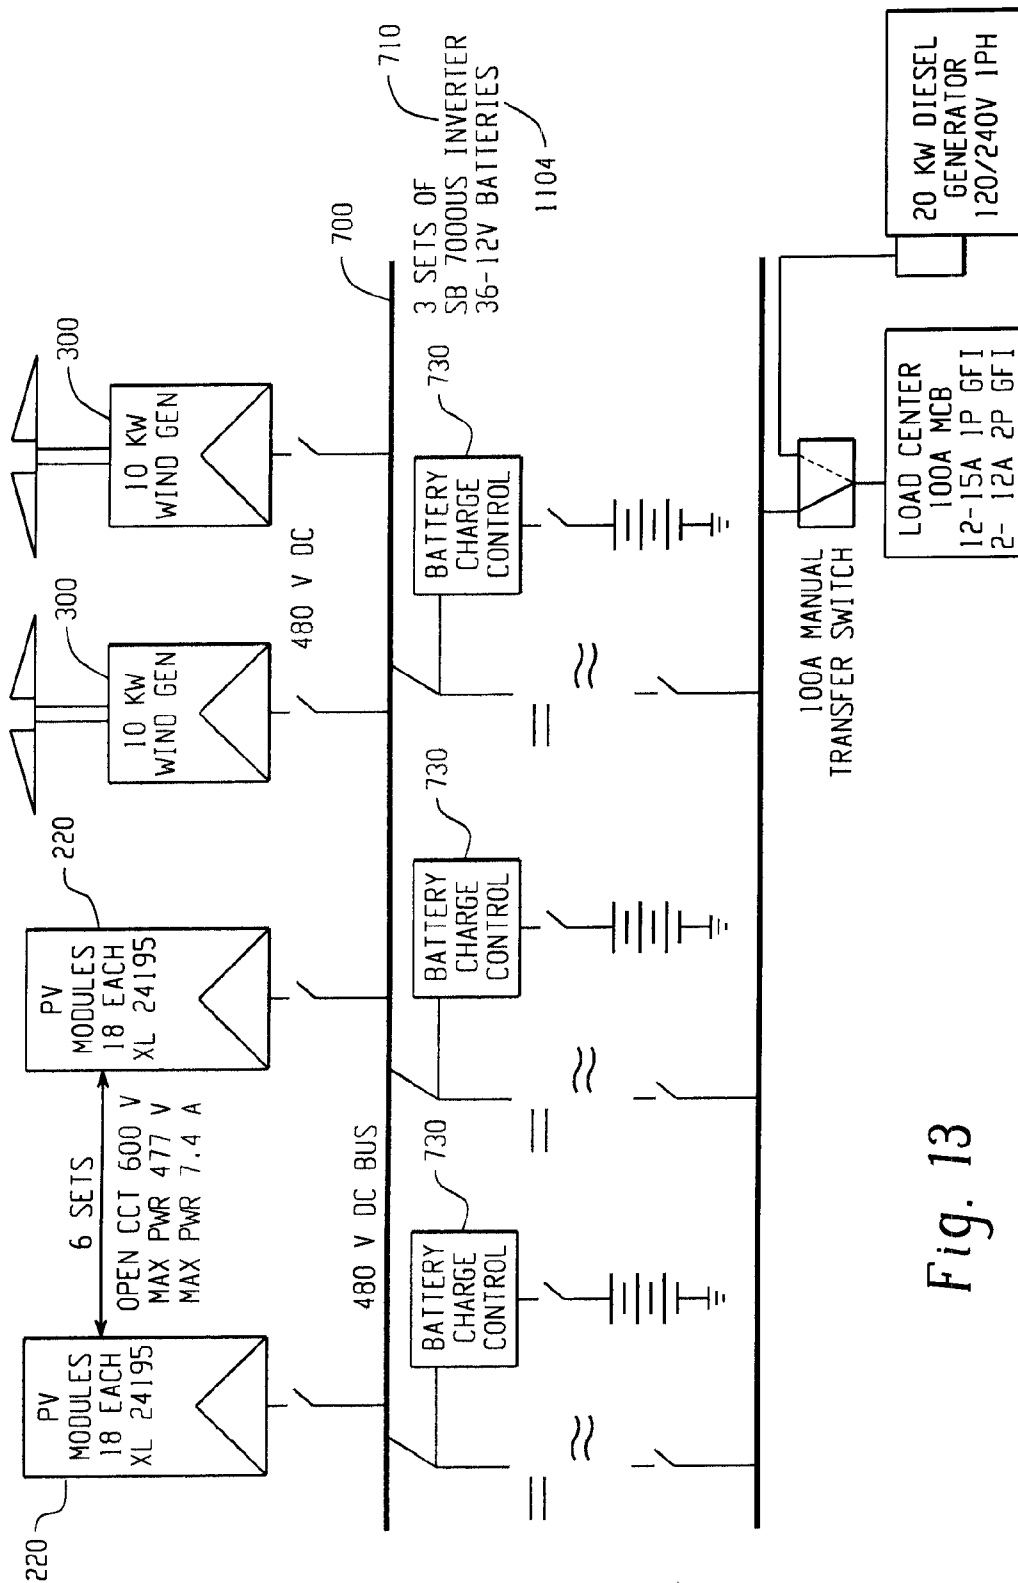 220
PV
MODULES
18 EACH
XL 24195
6 SETS
OPEN CCT 600 V
MAX PWR 477 V
MAX PWR 7.4 A
220
PV
MODULES
18 EACH
XL 24195
300
10 KW
WIND GEN
300
10 KW
WIND GEN
480 V DC
480 V DC BUS
700
730
BATTERY
CHARGE
CONTROL
730
BATTERY
CHARGE
CONTROL
730
BATTERY
CHARGE
CONTROL
710
3 SETS OF
SB 7000US INVERTER
36-12V BATTERIES
1104
100A MANUAL
TRANSFER SWITCH
LOAD CENTER
100A MCB
12-15A 1P GFI
2- 12A 2P GFI
20 KW DIESEL
GENERATOR
120/240V 1PH
Fig. 13